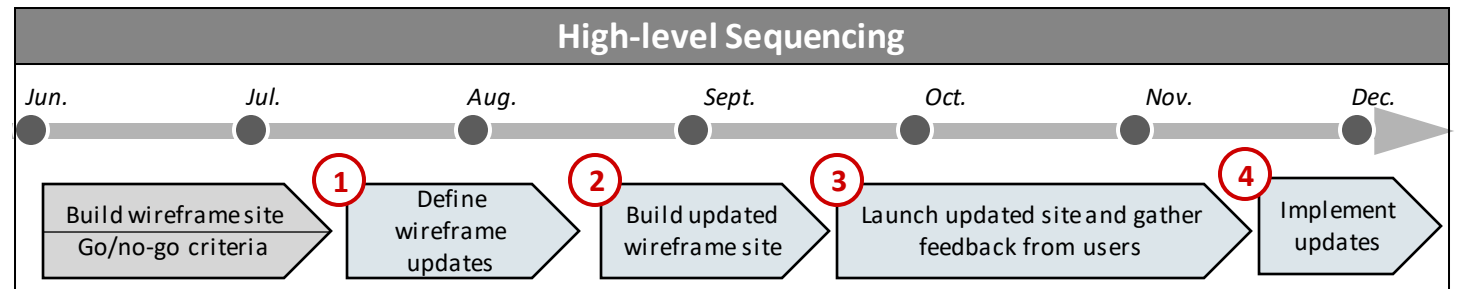 High-level Sequencing
Jun. Jul. Aug. Sept. Oct. Nov. Dec.
1
2
3
4
Build wireframe site
Go/no-go criteria
Define
wireframe
updates
Build updated
wireframe site
Launch updated site and gather
feedback from users
Implement
updates